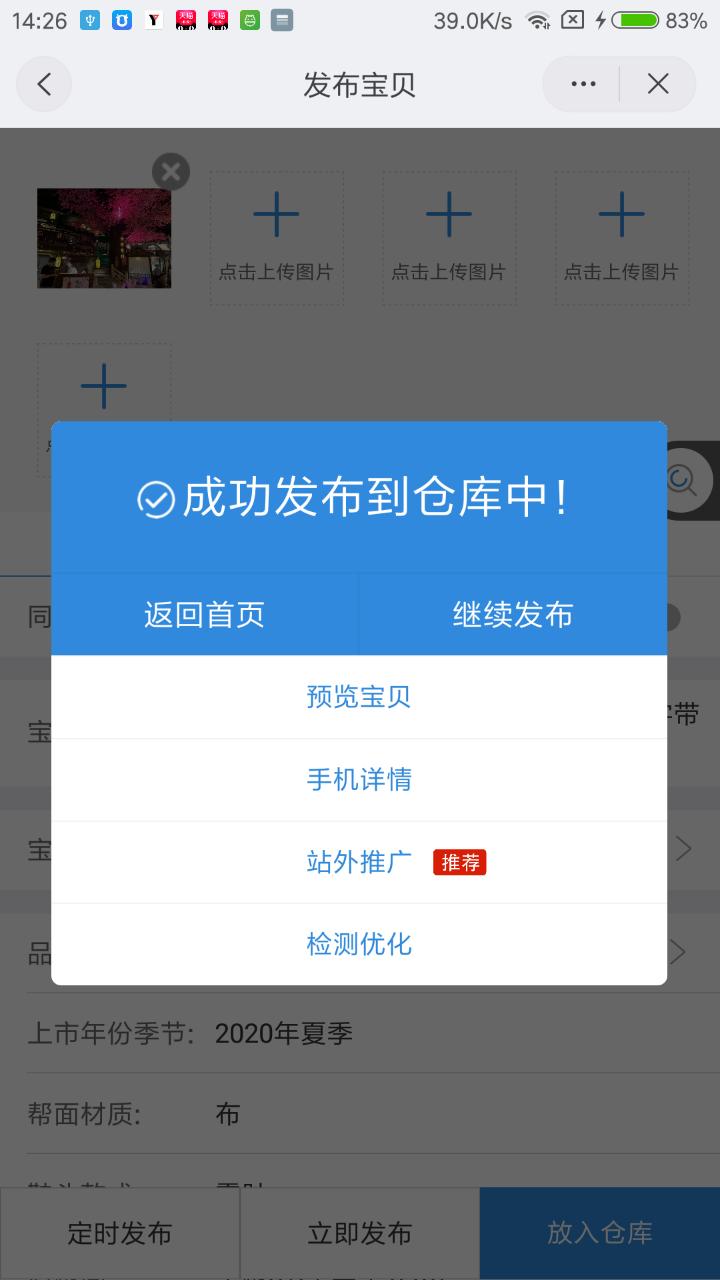 14:26
39.0K/s
83%
发布宝贝
点击上传图片
点击上传图片
点击上传图片
成功发布到仓库中!
返回首页
继续发布
同
预览宝贝
宝
带
手机详情
宝
站外推广 推荐
品
检测优化
上市年份季节: 2020年夏季
帮面材质: 布
定时发布
立即发布
放入仓库